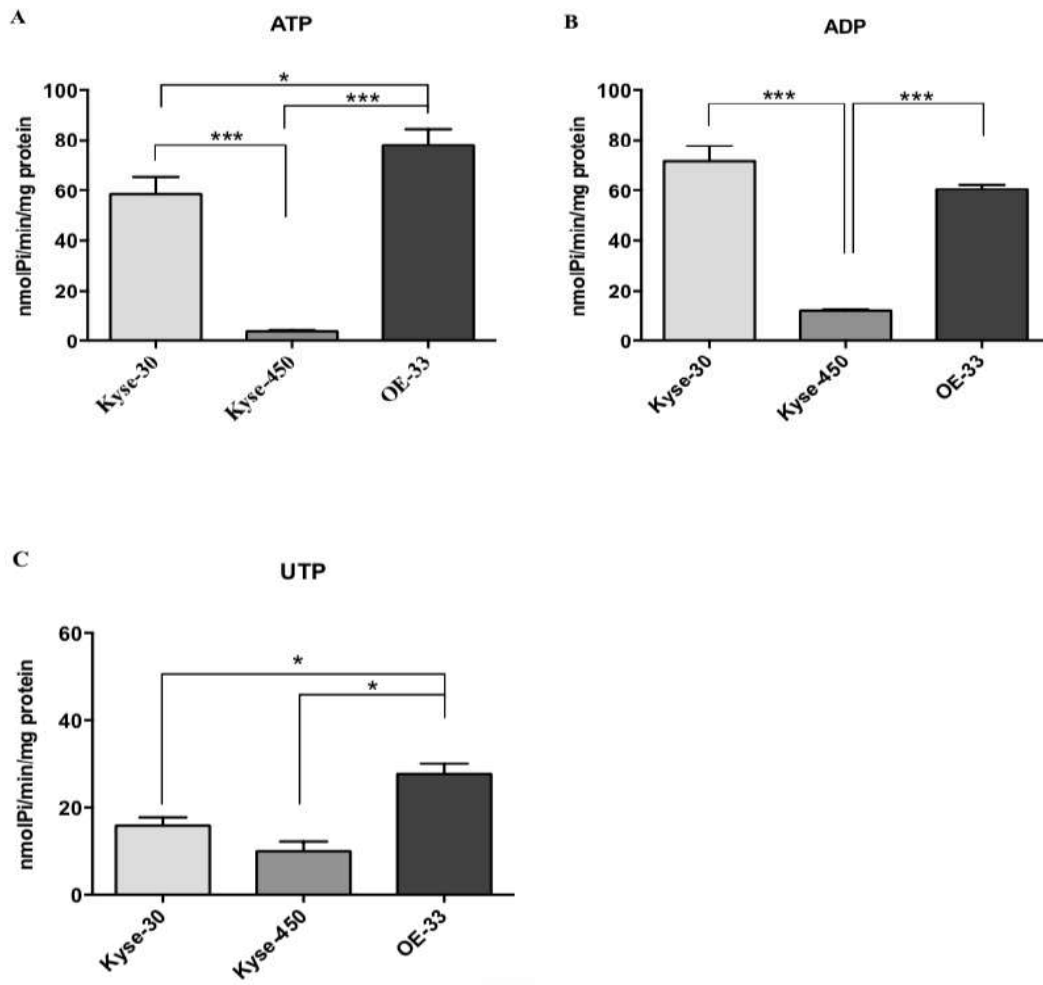 A
ATP
nmolPi/min/mg protein
100
80
60
40
20
0
*
***
***
Kyse-30
Kyse-450
OE-33
B
ADP
nmolPi/min/mg protein
100
80
60
40
20
0
***
***
Kyse-30
Kyse-450
OE-33
C
UTP
nmolPi/min/mg protein
60
40
20
0
*
*
Kyse-30
Kyse-450
OE-33